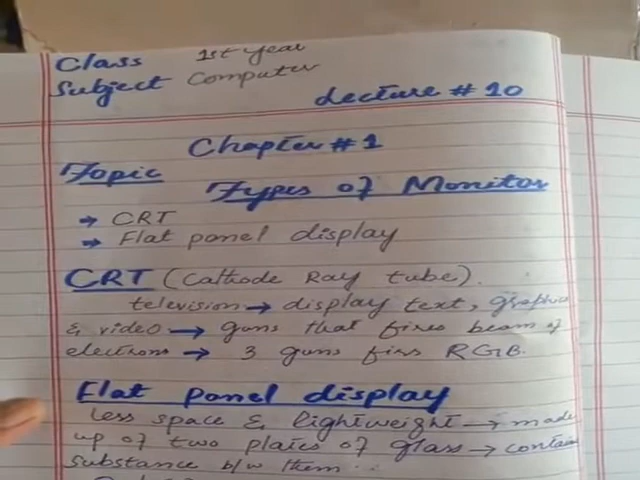 Class 1st year
Subject Computer
Lecture # 10
Chapter # 1
Topic
Types of Monitor
→ CRT
→ Flat panel display
CRT (Cathode Ray tube).
television → display text, graphics
& video → guns that fires beam of
electrons → 3 guns fires RGB.
Flat panel display
less space & lightweight → made
up of two plates of glass → contain
substance b/w them...